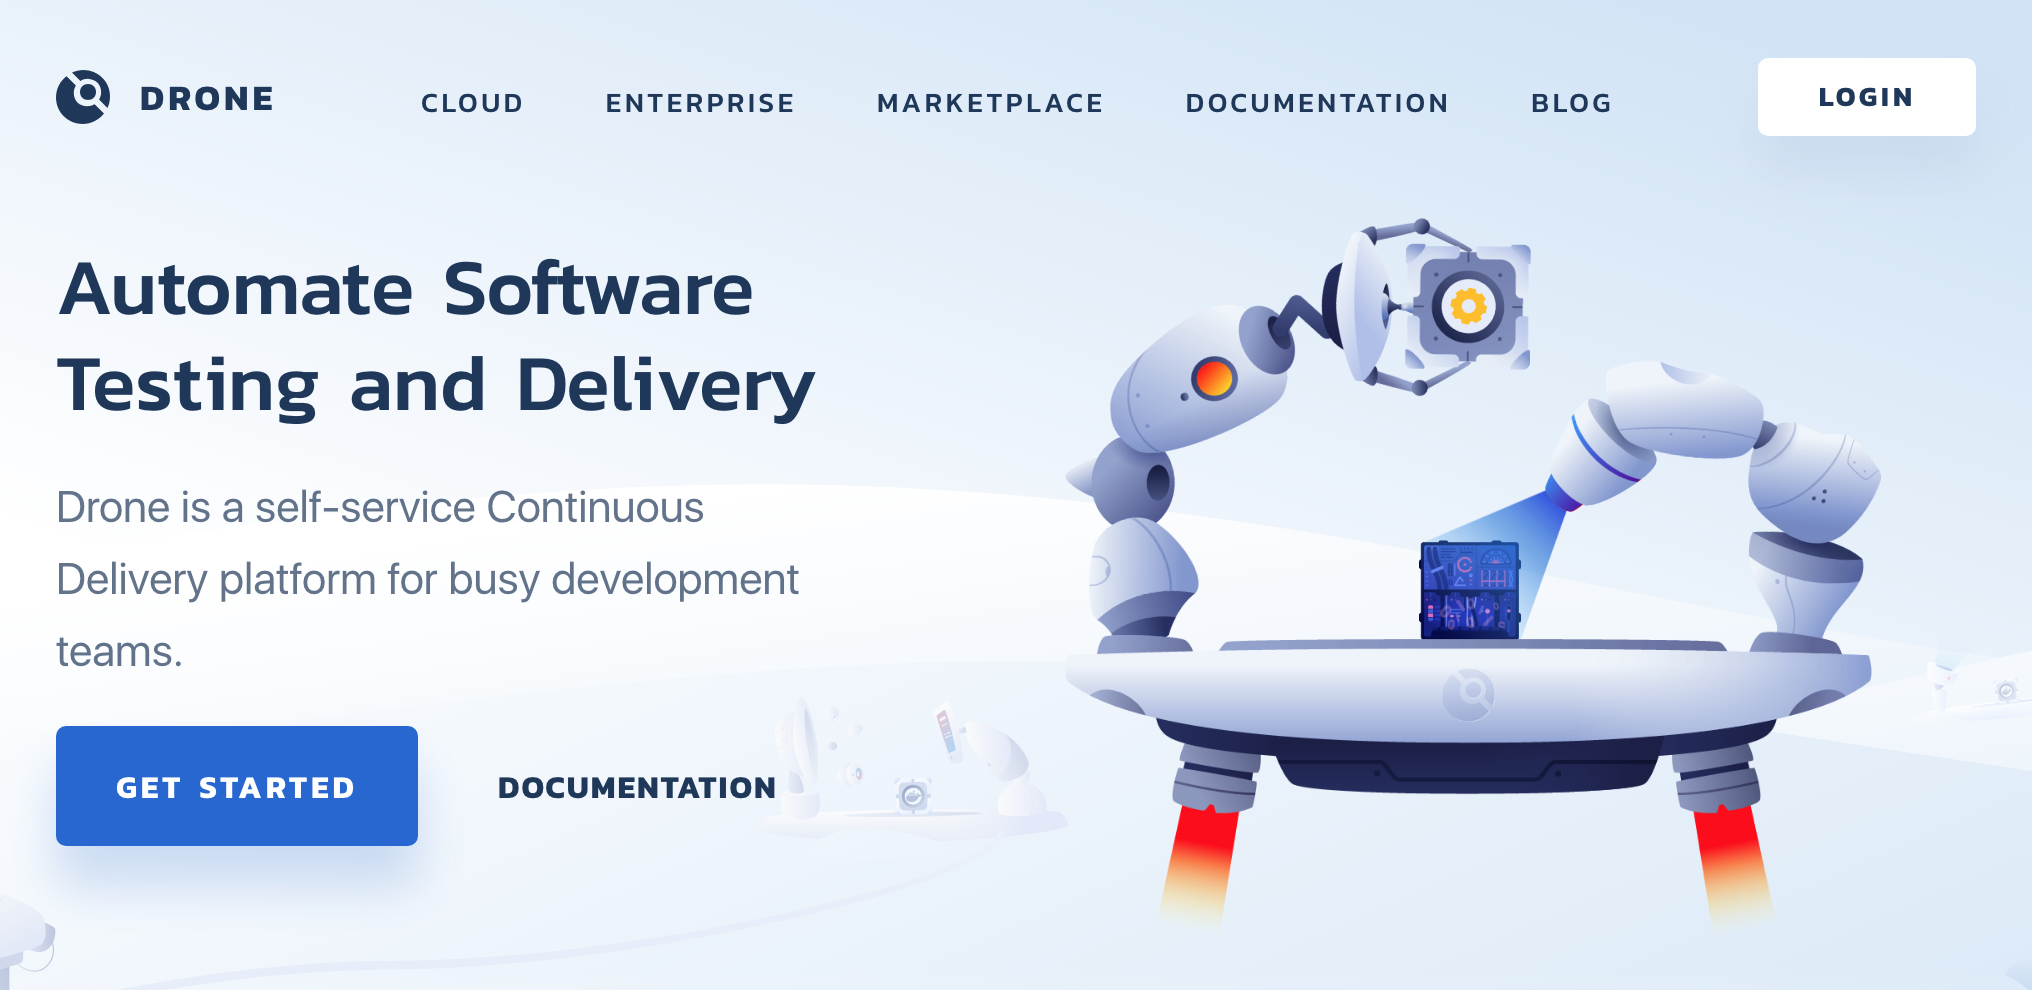 DRONE
CLOUD
ENTERPRISE
MARKETPLACE
DOCUMENTATION
BLOG
LOGIN
Automate Software
Testing and Delivery
Drone is a self-service Continuous
Delivery platform for busy development
teams.
GET STARTED
DOCUMENTATION